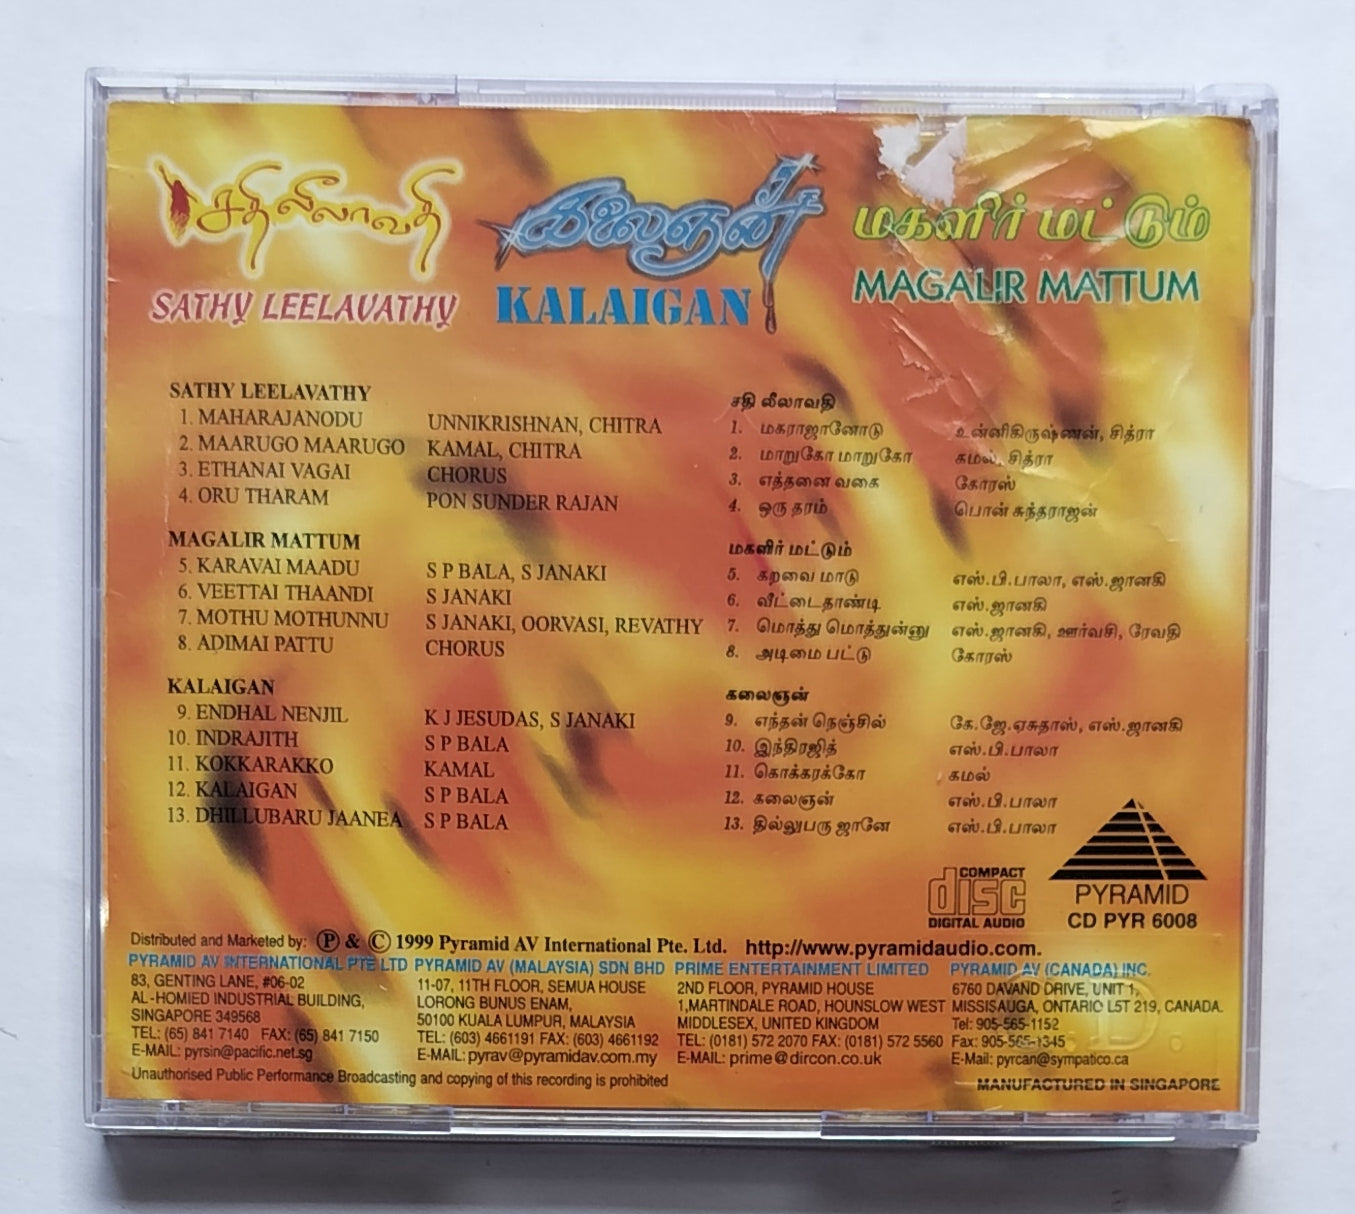 சதி லீலாவதி
SATHY LEELAVATHY
கலைஞன்
KALAIGAN
மகளிர் மட்டும்
MAGALIR MATTUM
SATHY LEELAVATHY
1. MAHARAJANODU UNNIKRISHNAN, CHITRA
2. MAARUGO MAARUGO KAMAL, CHITRA
3. ETHANAI VAGAI CHORUS
4. ORU THARAM PON SUNDER RAJAN
MAGALIR MATTUM
5. KARAVAI MAADU S P BALA, S JANAKI
6. VEETTAI THAANDI S JANAKI
7. MOTHU MOTHUNNU S JANAKI, OORVASI, REVATHY
8. ADIMAI PATTU CHORUS
KALAIGAN
9. ENDHAL NENJIL K J JESUDAS, S JANAKI
10. INDRAJITH S P BALA
11. KOKKARAKKO KAMAL
12. KALAIGAN S P BALA
13. DHILLUBARU JAANEA S P BALA
சதி லீலாவதி
1. மகராஜானோடு உன்னிகிருஷ்ணன், சித்ரா
2. மாறுகோ மாறுகோ கமல், சித்ரா
3. எத்தனை வகை கோரஸ்
4. ஒரு தரம் பொன் சுந்தராஜன்
மகளிர் மட்டும்
5. கறவை மாடு எஸ்.பி.பாலா, எஸ்.ஜானகி
6. வீட்டைதாண்டி எஸ்.ஜானகி
7. மொத்து மொத்துன்னு எஸ்.ஜானகி, ஊர்வசி, ரேவதி
8. அடிமை பட்டு கோரஸ்
கலைஞன்
9. எந்தன் நெஞ்சில் கே.ஜே.ஏசுதாஸ், எஸ்.ஜானகி
10. இந்திரஜித் எஸ்.பி.பாலா
11. கொக்கரக்கோ கமல்
12. கலைஞன் எஸ்.பி.பாலா
13. தில்லுபரு ஜானே எஸ்.பி.பாலா
COMPACT
disc
DIGITAL AUDIO
PYRAMID
CD PYR 6008
Distributed and Marketed by: Ⓟ & Ⓒ 1999 Pyramid AV International Pte. Ltd. http://www.pyramidaudio.com.
PYRAMID AV INTERNATIONAL PTE LTD
83, GENTING LANE, #06-02
AL-HOMIED INDUSTRIAL BUILDING,
SINGAPORE 349568
TEL: (65) 841 7140 FAX: (65) 841 7150
E-MAIL: pyrsin@pacific.net.sg
PYRAMID AV (MALAYSIA) SDN BHD
11-07, 11TH FLOOR, SEMUA HOUSE
LORONG BUNUS ENAM,
50100 KUALA LUMPUR, MALAYSIA
TEL: (603) 4661191 FAX: (603) 4661192
E-MAIL: pyrav@pyramidav.com.my
PRIME ENTERTAINMENT LIMITED
2ND FLOOR, PYRAMID HOUSE
1,MARTINDALE ROAD, HOUNSLOW WEST
MIDDLESEX, UNITED KINGDOM
TEL: (0181) 572 2070 FAX: (0181) 572 5560
E-MAIL: prime@dircon.co.uk
PYRAMID AV (CANADA) INC.
6760 DAVAND DRIVE, UNIT 1,
MISSISAUGA, ONTARIO L5T 219, CANADA.
Tel: 905-565-1152
Fax: 905-565-1345
E-Mail: pyrcan@sympatico.ca
Unauthorised Public Performance Broadcasting and copying of this recording is prohibited
MANUFACTURED IN SINGAPORE